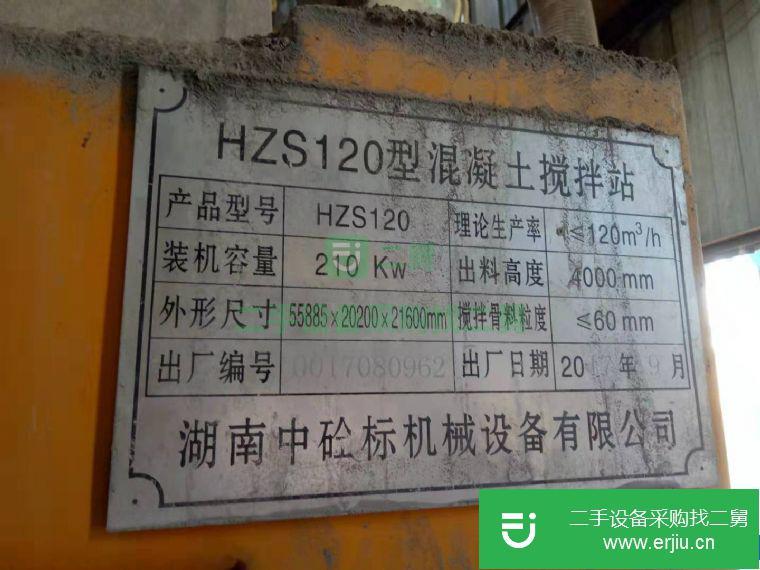 HZS120型混凝土搅拌站
产品型号 HZS120 理论生产率 ≤120m³/h
装机容量 210 Kw 出料高度 4000mm
外形尺寸 55885×20200×21600mm 搅拌骨料粒度 ≤60mm
出厂编号 0017080962 出厂日期 2017年9月
湖南中砼标机械设备有限公司
二手设备采购找二舅
www.erjiu.cn